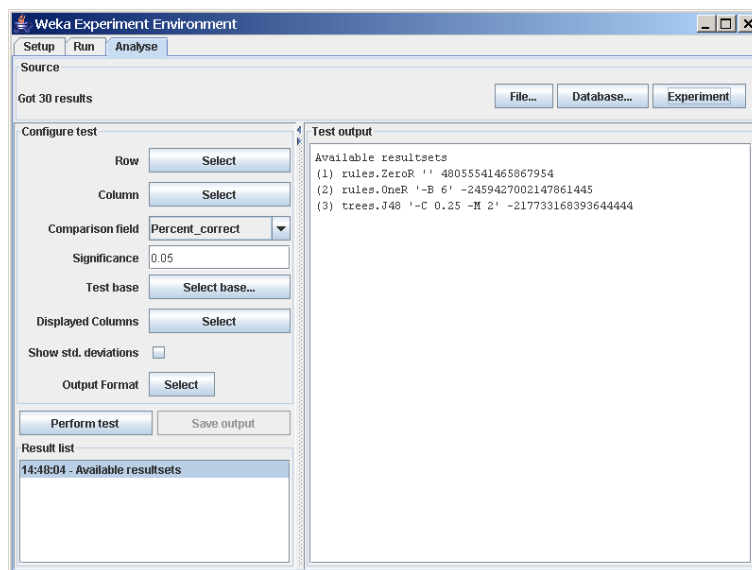 Weka Experiment Environment
Setup Run Analyse
Source
Got 30 results
File... Database... Experiment
Configure test
Row Select
Column Select
Comparison field Percent_correct
Significance 0.05
Test base Select base...
Displayed Columns Select
Show std. deviations
Output Format Select
Perform test Save output
Result list
14:48:04 - Available resultsets
Test output
Available resultsets
(1) rules.ZeroR '' 48055541465867954
(2) rules.OneR '-B 6' -2459427002147861445
(3) trees.J48 '-C 0.25 -M 2' -217733168393644444